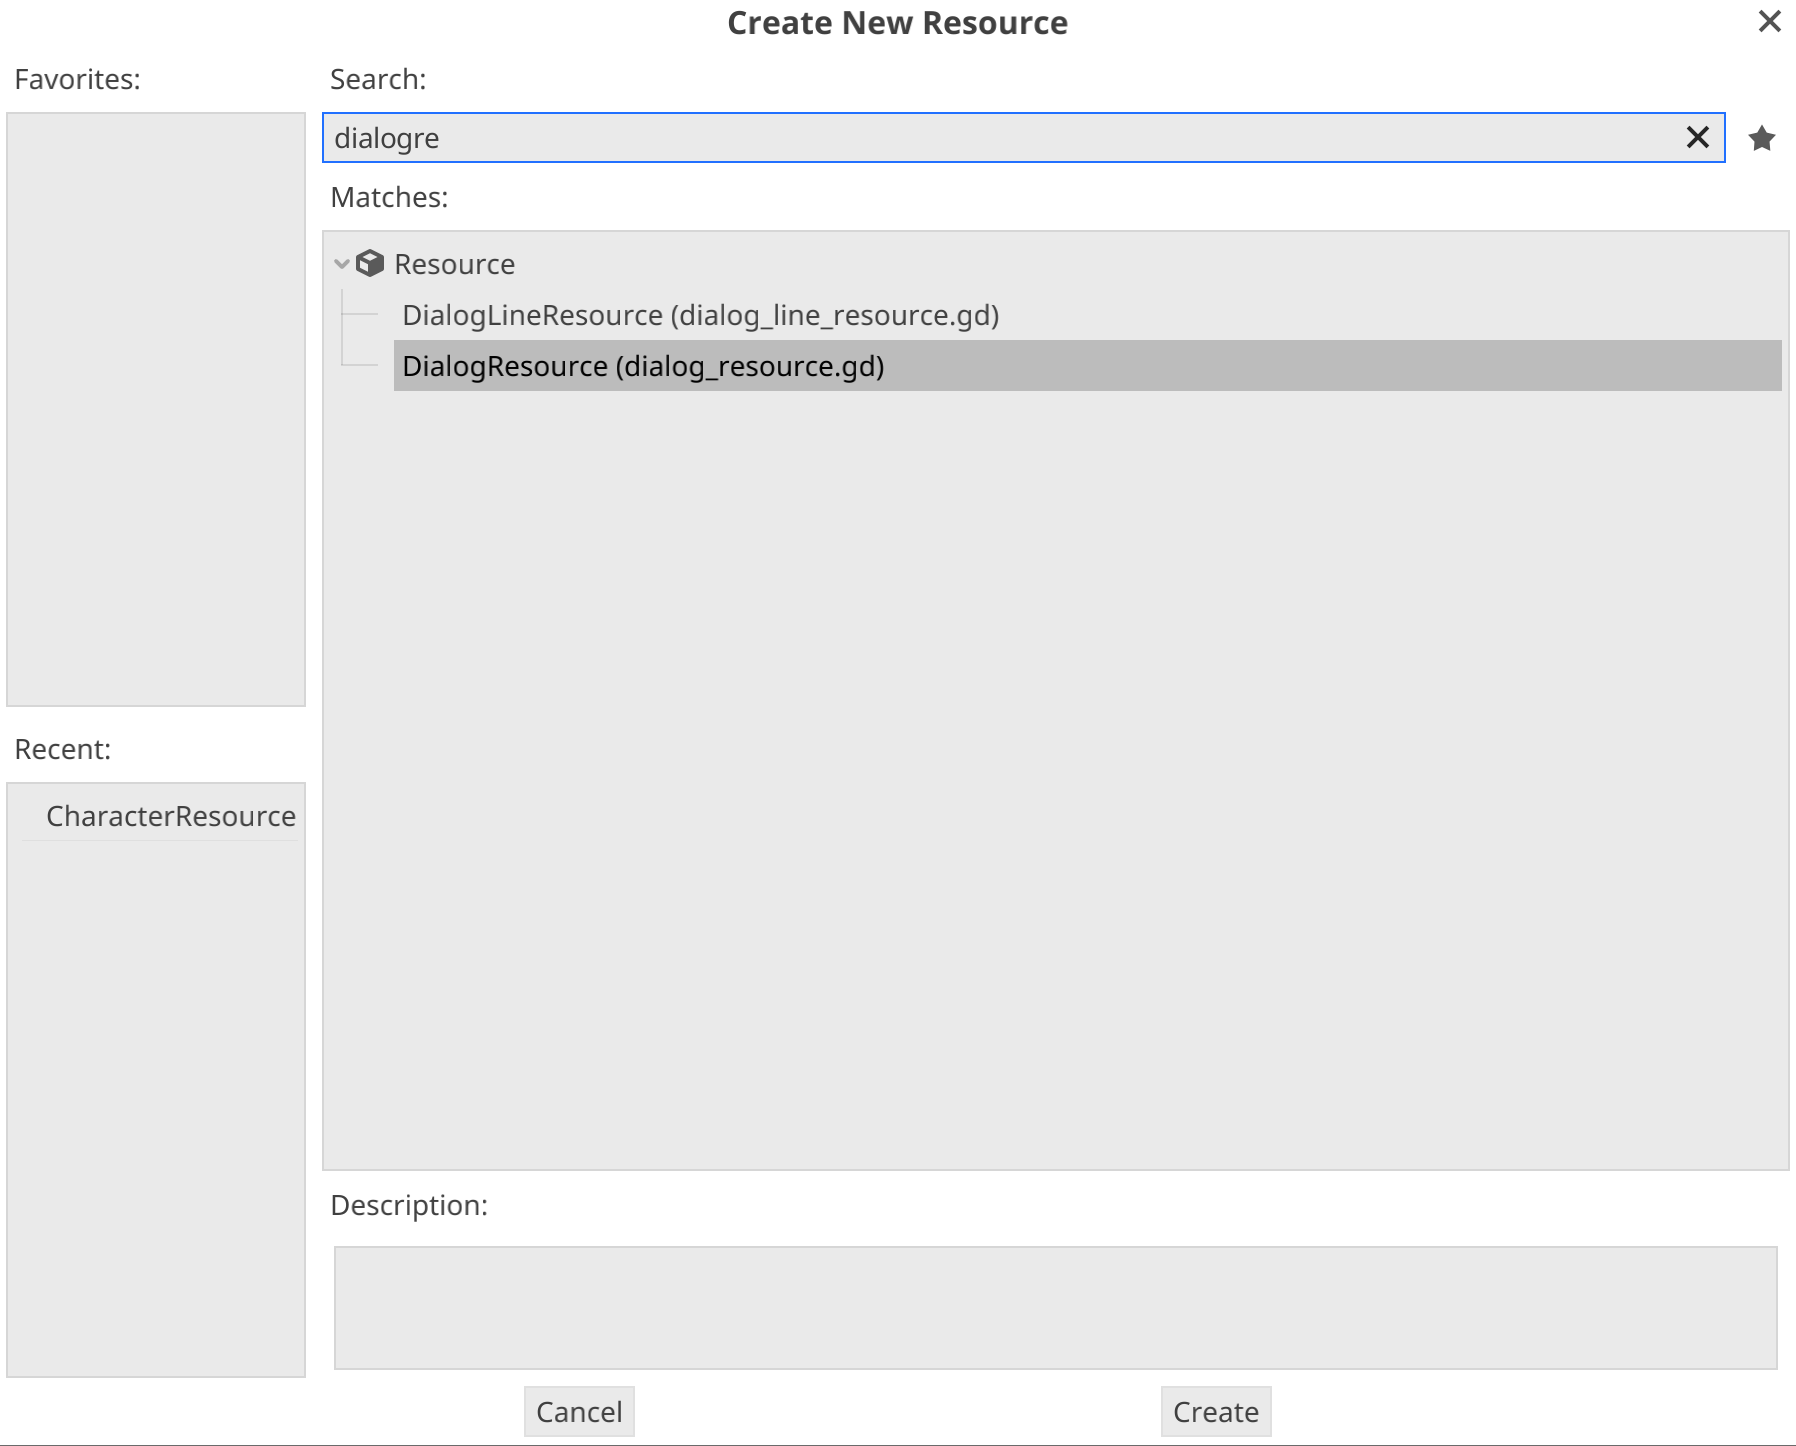 Create New Resource
Favorites:
Search:
dialogre
Matches:
Resource
DialogLineResource (dialog_line_resource.gd)
DialogResource (dialog_resource.gd)
Recent:
CharacterResource
Description:
Cancel
Create